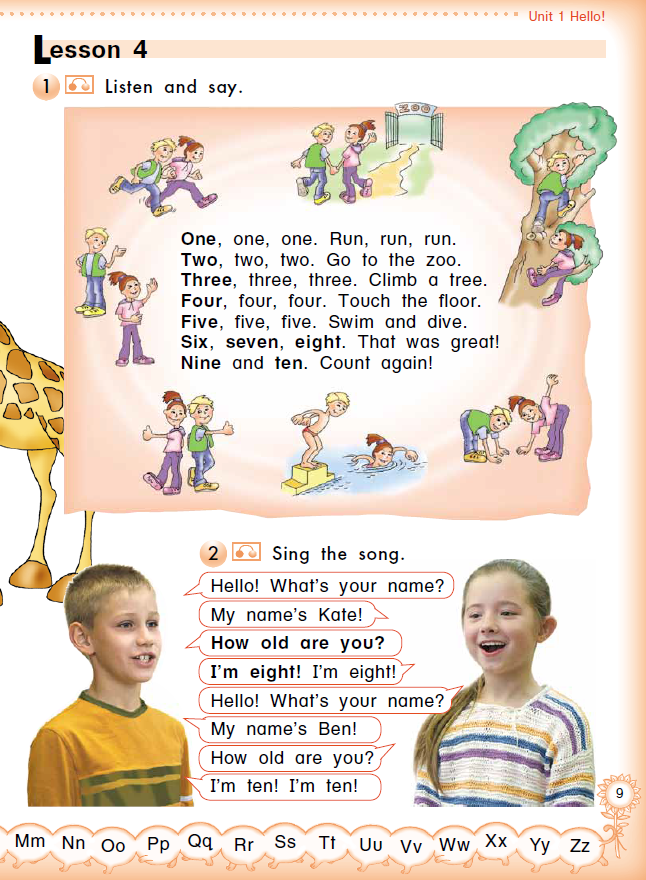 Unit 1 Hello!
Lesson 4
1 Listen and say.
ZOO
One, one, one. Run, run, run.
Two, two, two. Go to the zoo.
Three, three, three. Climb a tree.
Four, four, four. Touch the floor.
Five, five, five. Swim and dive.
Six, seven, eight. That was great!
Nine and ten. Count again!
2 Sing the song.
Hello! What's your name?
My name's Kate!
How old are you?
I'm eight! I'm eight!
Hello! What's your name?
My name's Ben!
How old are you?
I'm ten! I'm ten!
9
Mm Nn Oo Pp Qq Rr Ss Tt Uu Vv Ww Xx Yy Zz